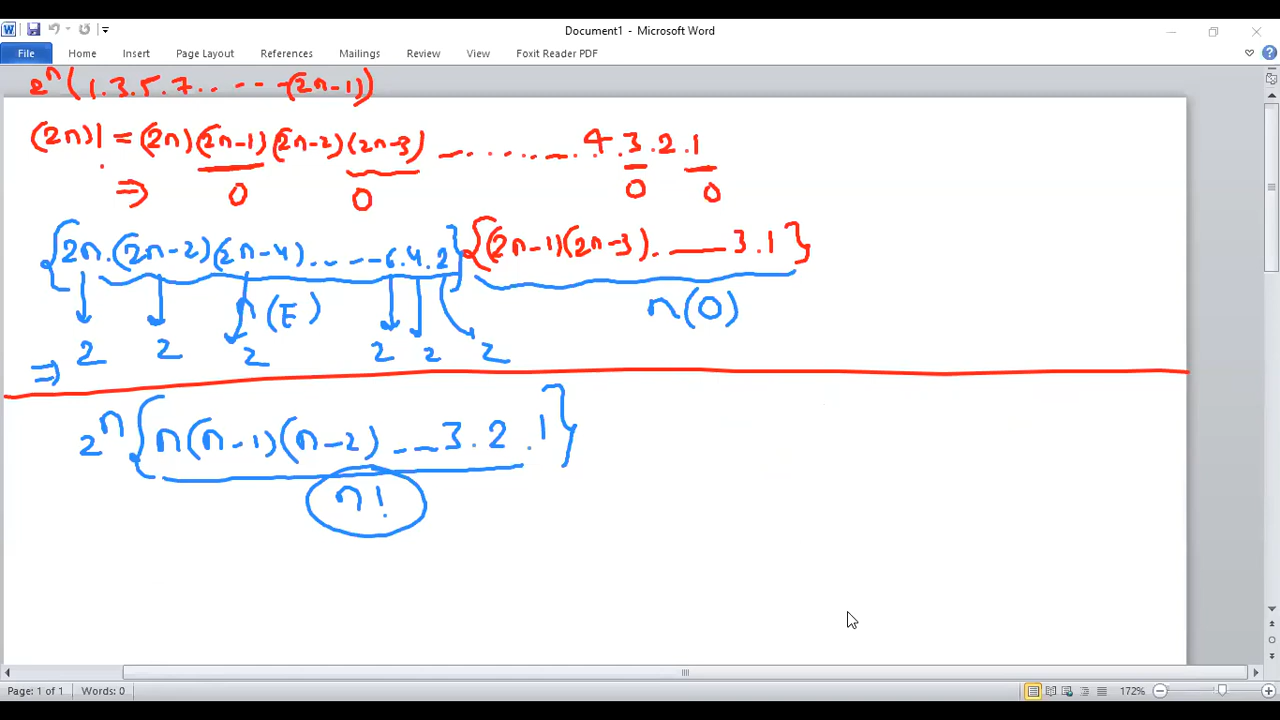 Document1 - Microsoft Word
File Home Insert Page Layout References Mailings Review View Foxit Reader PDF
2ⁿ(1.3.5.7..----(2n-1))
(2n)! = (2n)(2n-1)(2n-2)(2n-3) -------- 4.3.2.1
⇒ O O O O
{2n.(2n-2)(2n-4)...--6.4.2}{(2n-1)(2n-3).___3.1}
n(E) n(O)
2 2 2 2 2 2
⇒
2ⁿ{n(n-1)(n-2)---3.2.1}
n!
Page: 1 of 1 Words: 0 172%